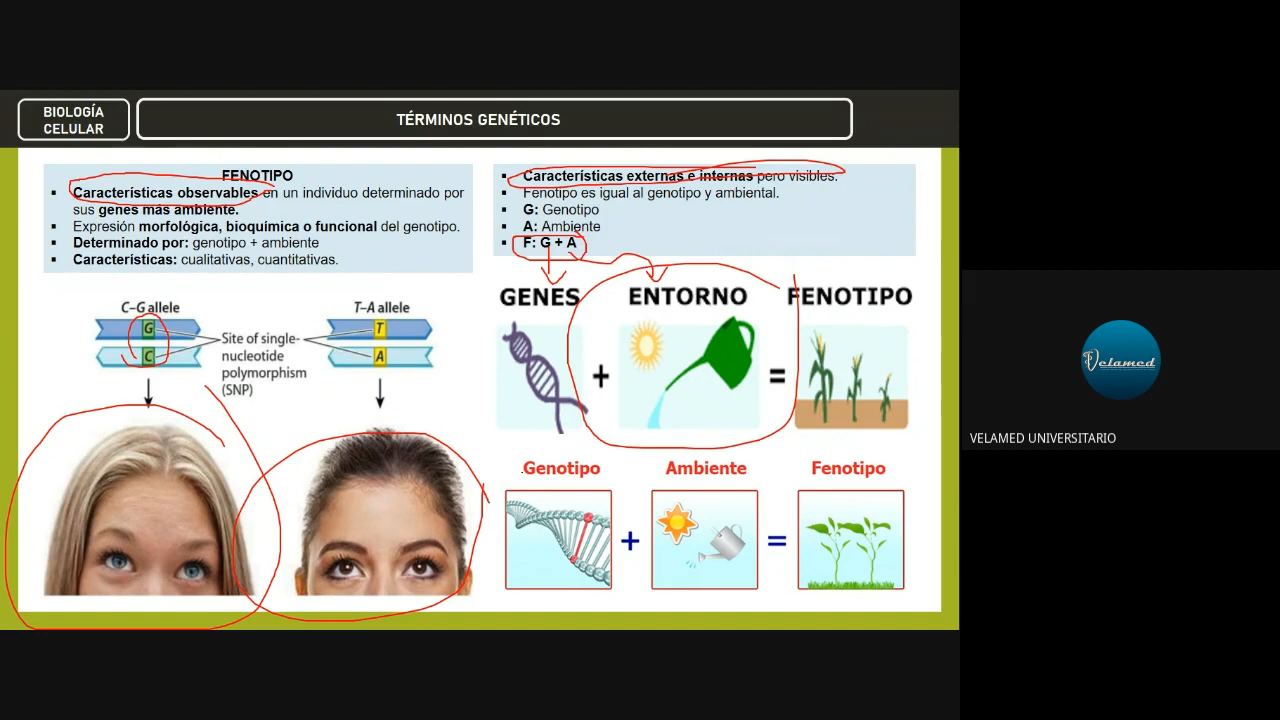 BIOLOGÍA
CELULAR
TÉRMINOS GENÉTICOS
FENOTIPO
▪ Características observables en un individuo determinado por
sus genes más ambiente.
▪ Expresión morfológica, bioquímica o funcional del genotipo.
▪ Determinado por: genotipo + ambiente
▪ Características: cualitativas, cuantitativas.
▪ Características externas e internas pero visibles.
▪ Fenotipo es igual al genotipo y ambiental.
▪ G: Genotipo
▪ A: Ambiente
▪ F: G + A
C–G allele
G
C
Site of single-
nucleotide
polymorphism
(SNP)
T–A allele
T
A
GENES
+
ENTORNO
=
FENOTIPO
Genotipo
+
Ambiente
=
Fenotipo
Velamed
VELAMED UNIVERSITARIO